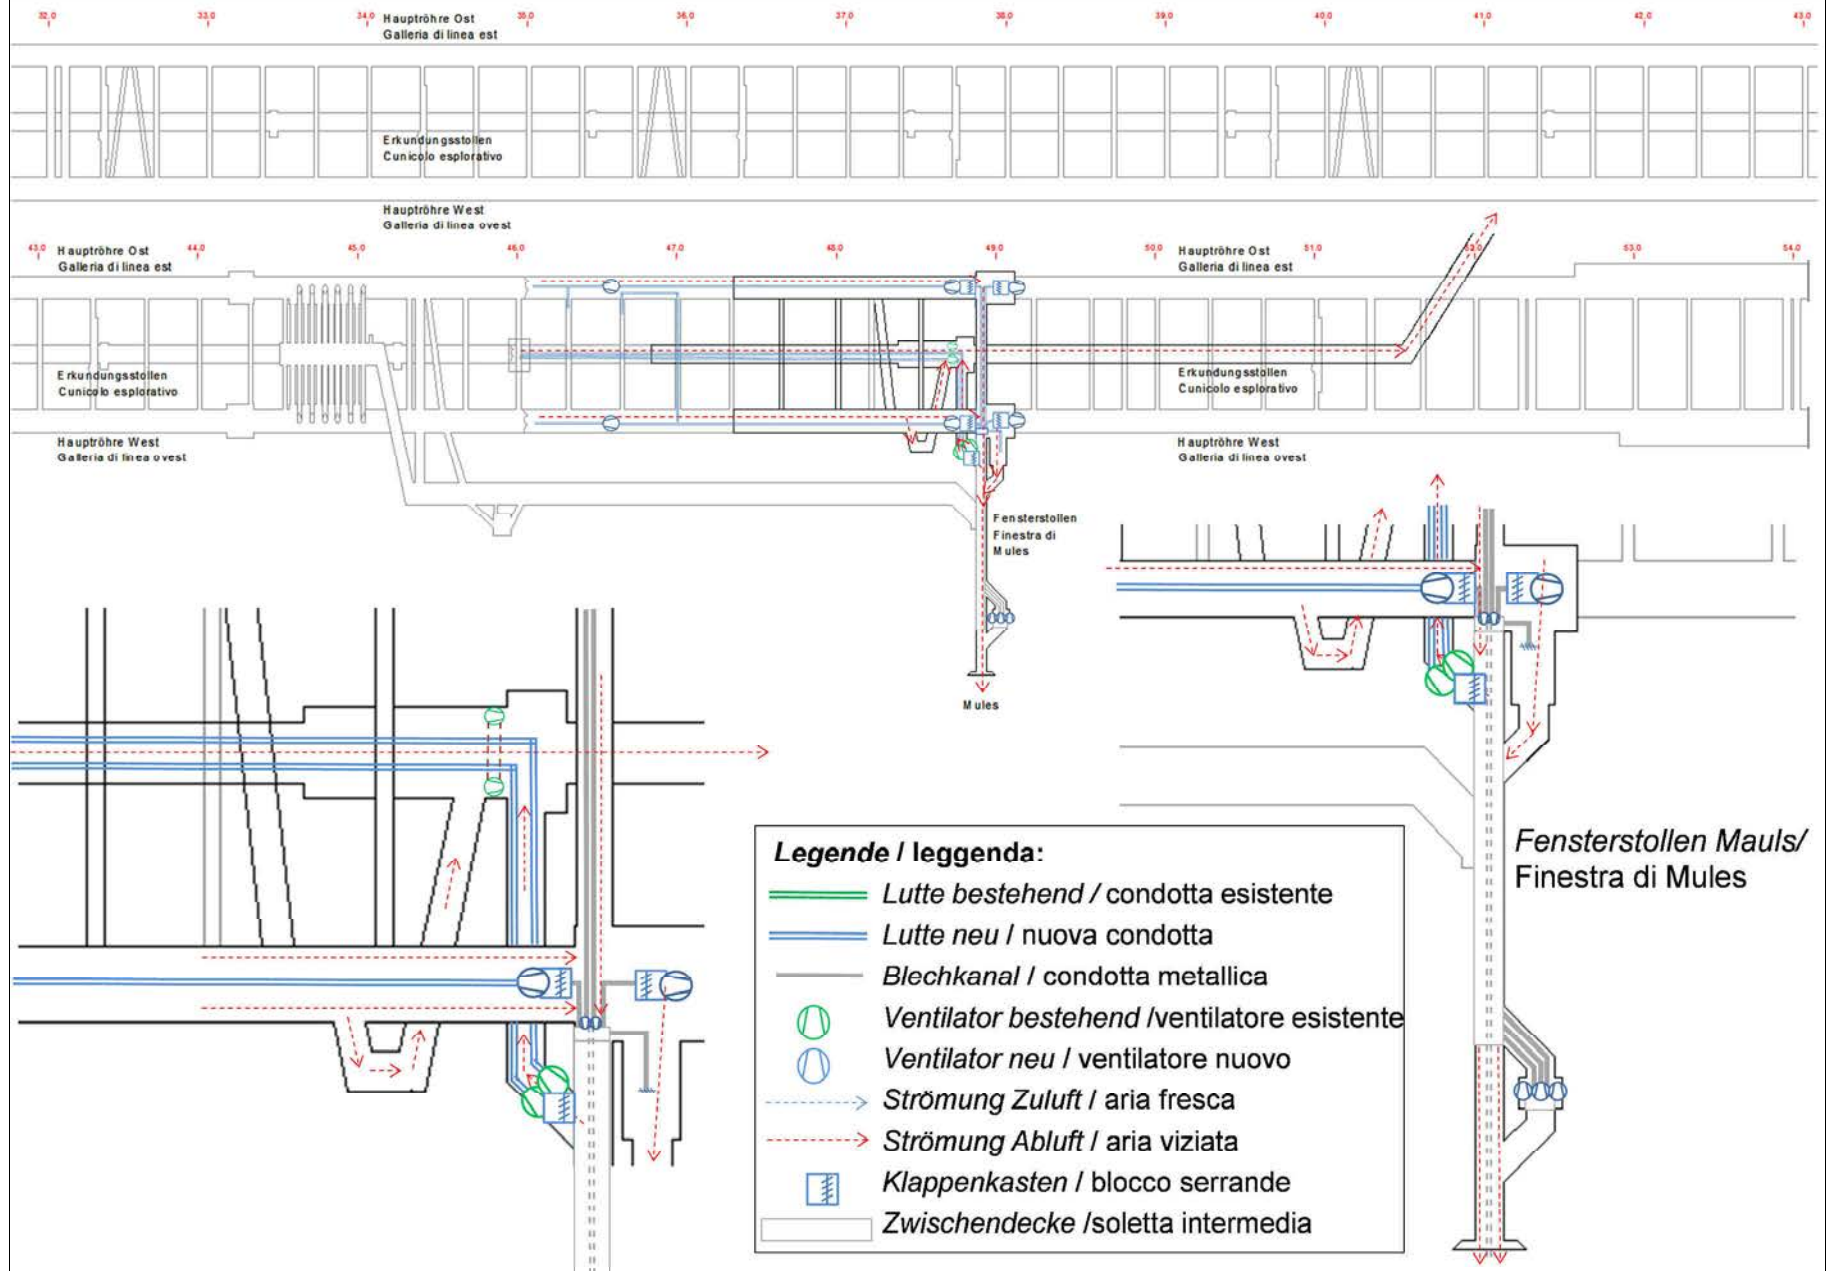 32,0 33,0 34,0 35,0 36,0 37,0 38,0 39,0 40,0 41,0 42,0 43,0
Hauptröhre Ost
Galleria di linea est
Erkundungsstollen
Cunicolo esplorativo
Hauptröhre West
Galleria di linea ovest
43,0 44,0 45,0 46,0 47,0 48,0 49,0 50,0 51,0 52,0 53,0 54,0
Hauptröhre Ost
Galleria di linea est
Hauptröhre Ost
Galleria di linea est
Erkundungsstollen
Cunicolo esplorativo
Erkundungsstollen
Cunicolo esplorativo
Hauptröhre West
Galleria di linea ovest
Hauptröhre West
Galleria di linea ovest
Fensterstollen
Finestra di
Mules
Mules
Fensterstollen Mauls/
Finestra di Mules
Legende / leggenda:
Lutte bestehend / condotta esistente
Lutte neu / nuova condotta
Blechkanal / condotta metallica
Ventilator bestehend /ventilatore esistente
Ventilator neu / ventilatore nuovo
Strömung Zuluft / aria fresca
Strömung Abluft / aria viziata
Klappenkasten / blocco serrande
Zwischendecke /soletta intermedia